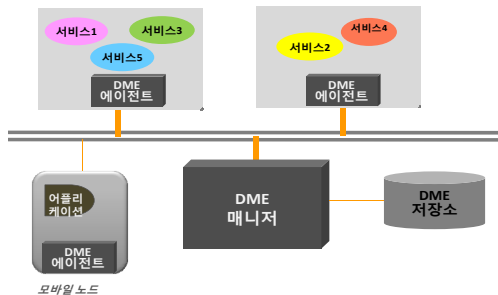 서비스1
서비스3
서비스5
DME
에이전트
서비스2
서비스4
DME
에이전트
어플리
케이션
DME
에이전트
모바일 노드
DME
매니저
DME
저장소